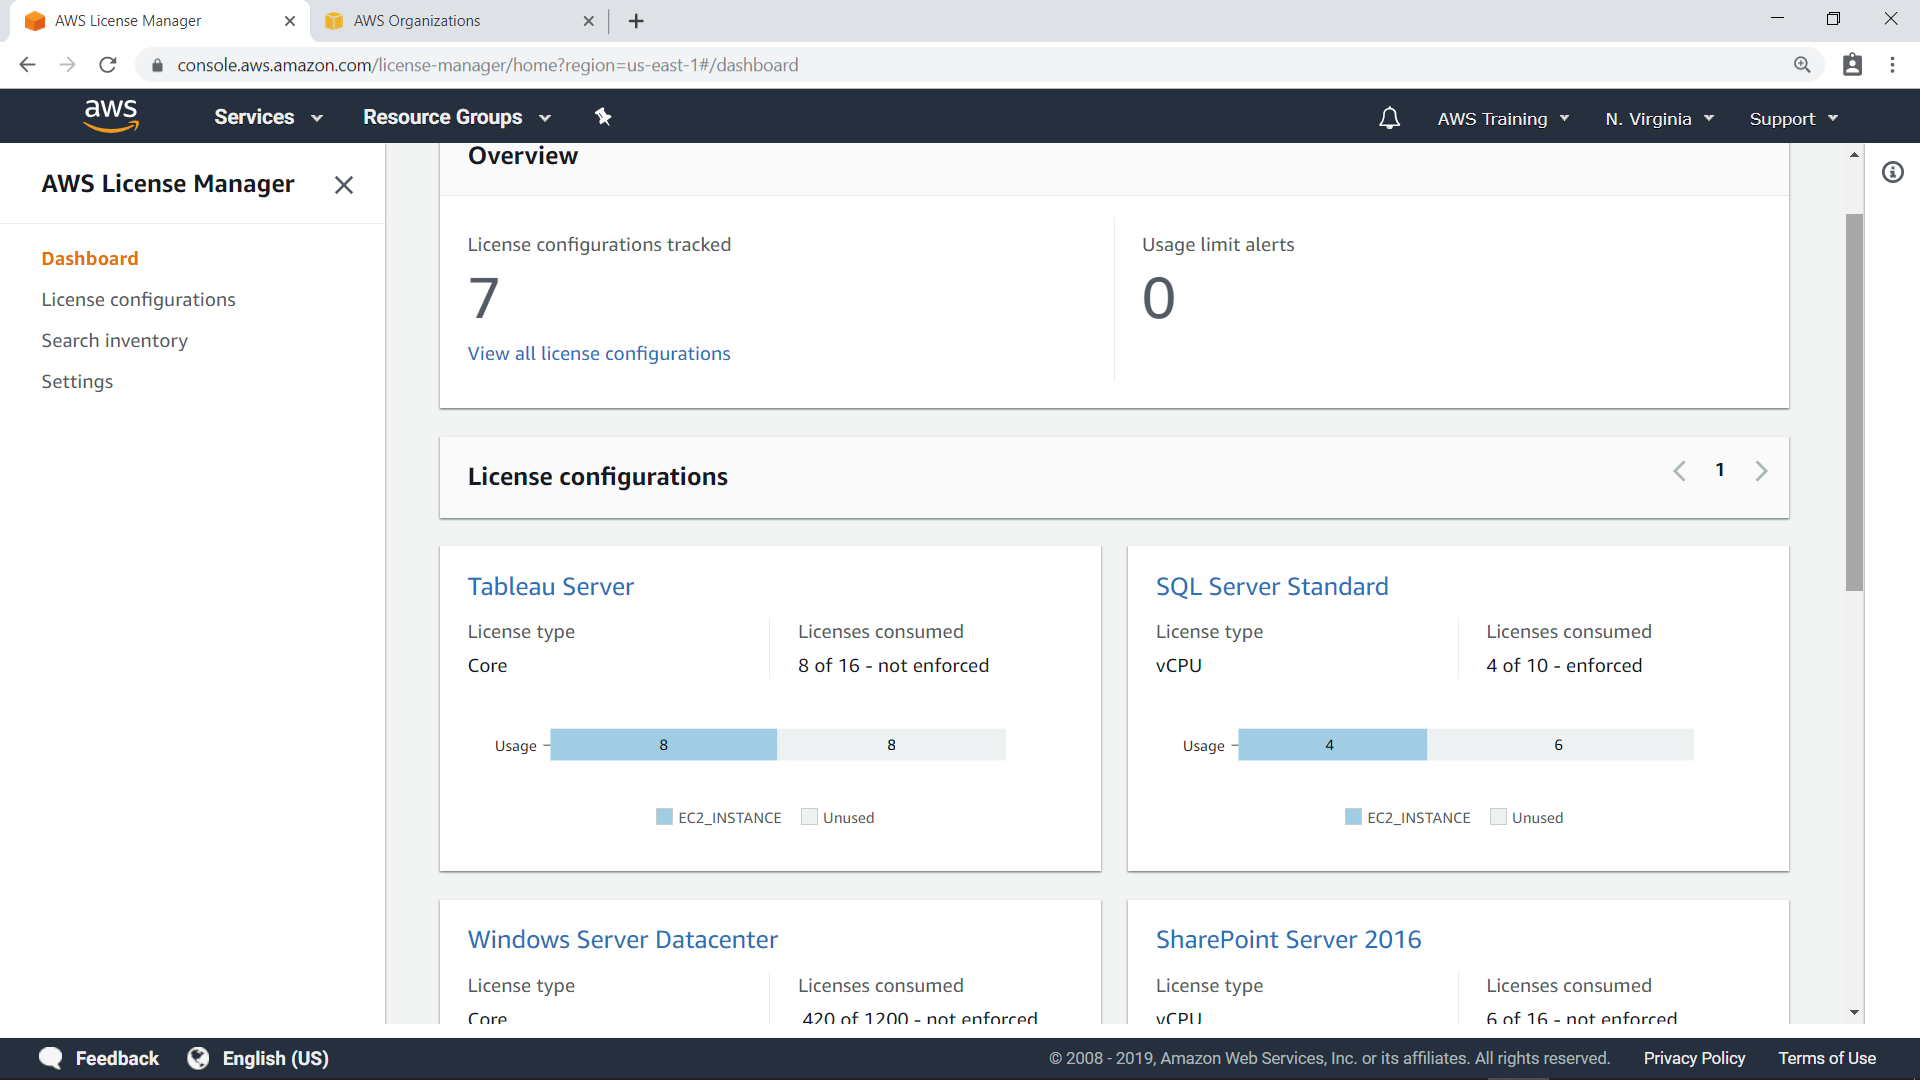 AWS License Manager
AWS Organizations
console.aws.amazon.com/license-manager/home?region=us-east-1#/dashboard
aws
Services
Resource Groups
AWS Training
N. Virginia
Support
AWS License Manager
Dashboard
License configurations
Search inventory
Settings
Overview
License configurations tracked
7
View all license configurations
Usage limit alerts
0
License configurations
1
Tableau Server
License type
Core
Licenses consumed
8 of 16 - not enforced
Usage
8
8
EC2_INSTANCE
Unused
SQL Server Standard
License type
vCPU
Licenses consumed
4 of 10 - enforced
Usage
4
6
EC2_INSTANCE
Unused
Windows Server Datacenter
License type
Core
Licenses consumed
420 of 1200 - not enforced
SharePoint Server 2016
License type
vCPU
Licenses consumed
6 of 16 - not enforced
Feedback
English (US)
© 2008 - 2019, Amazon Web Services, Inc. or its affiliates. All rights reserved.
Privacy Policy
Terms of Use